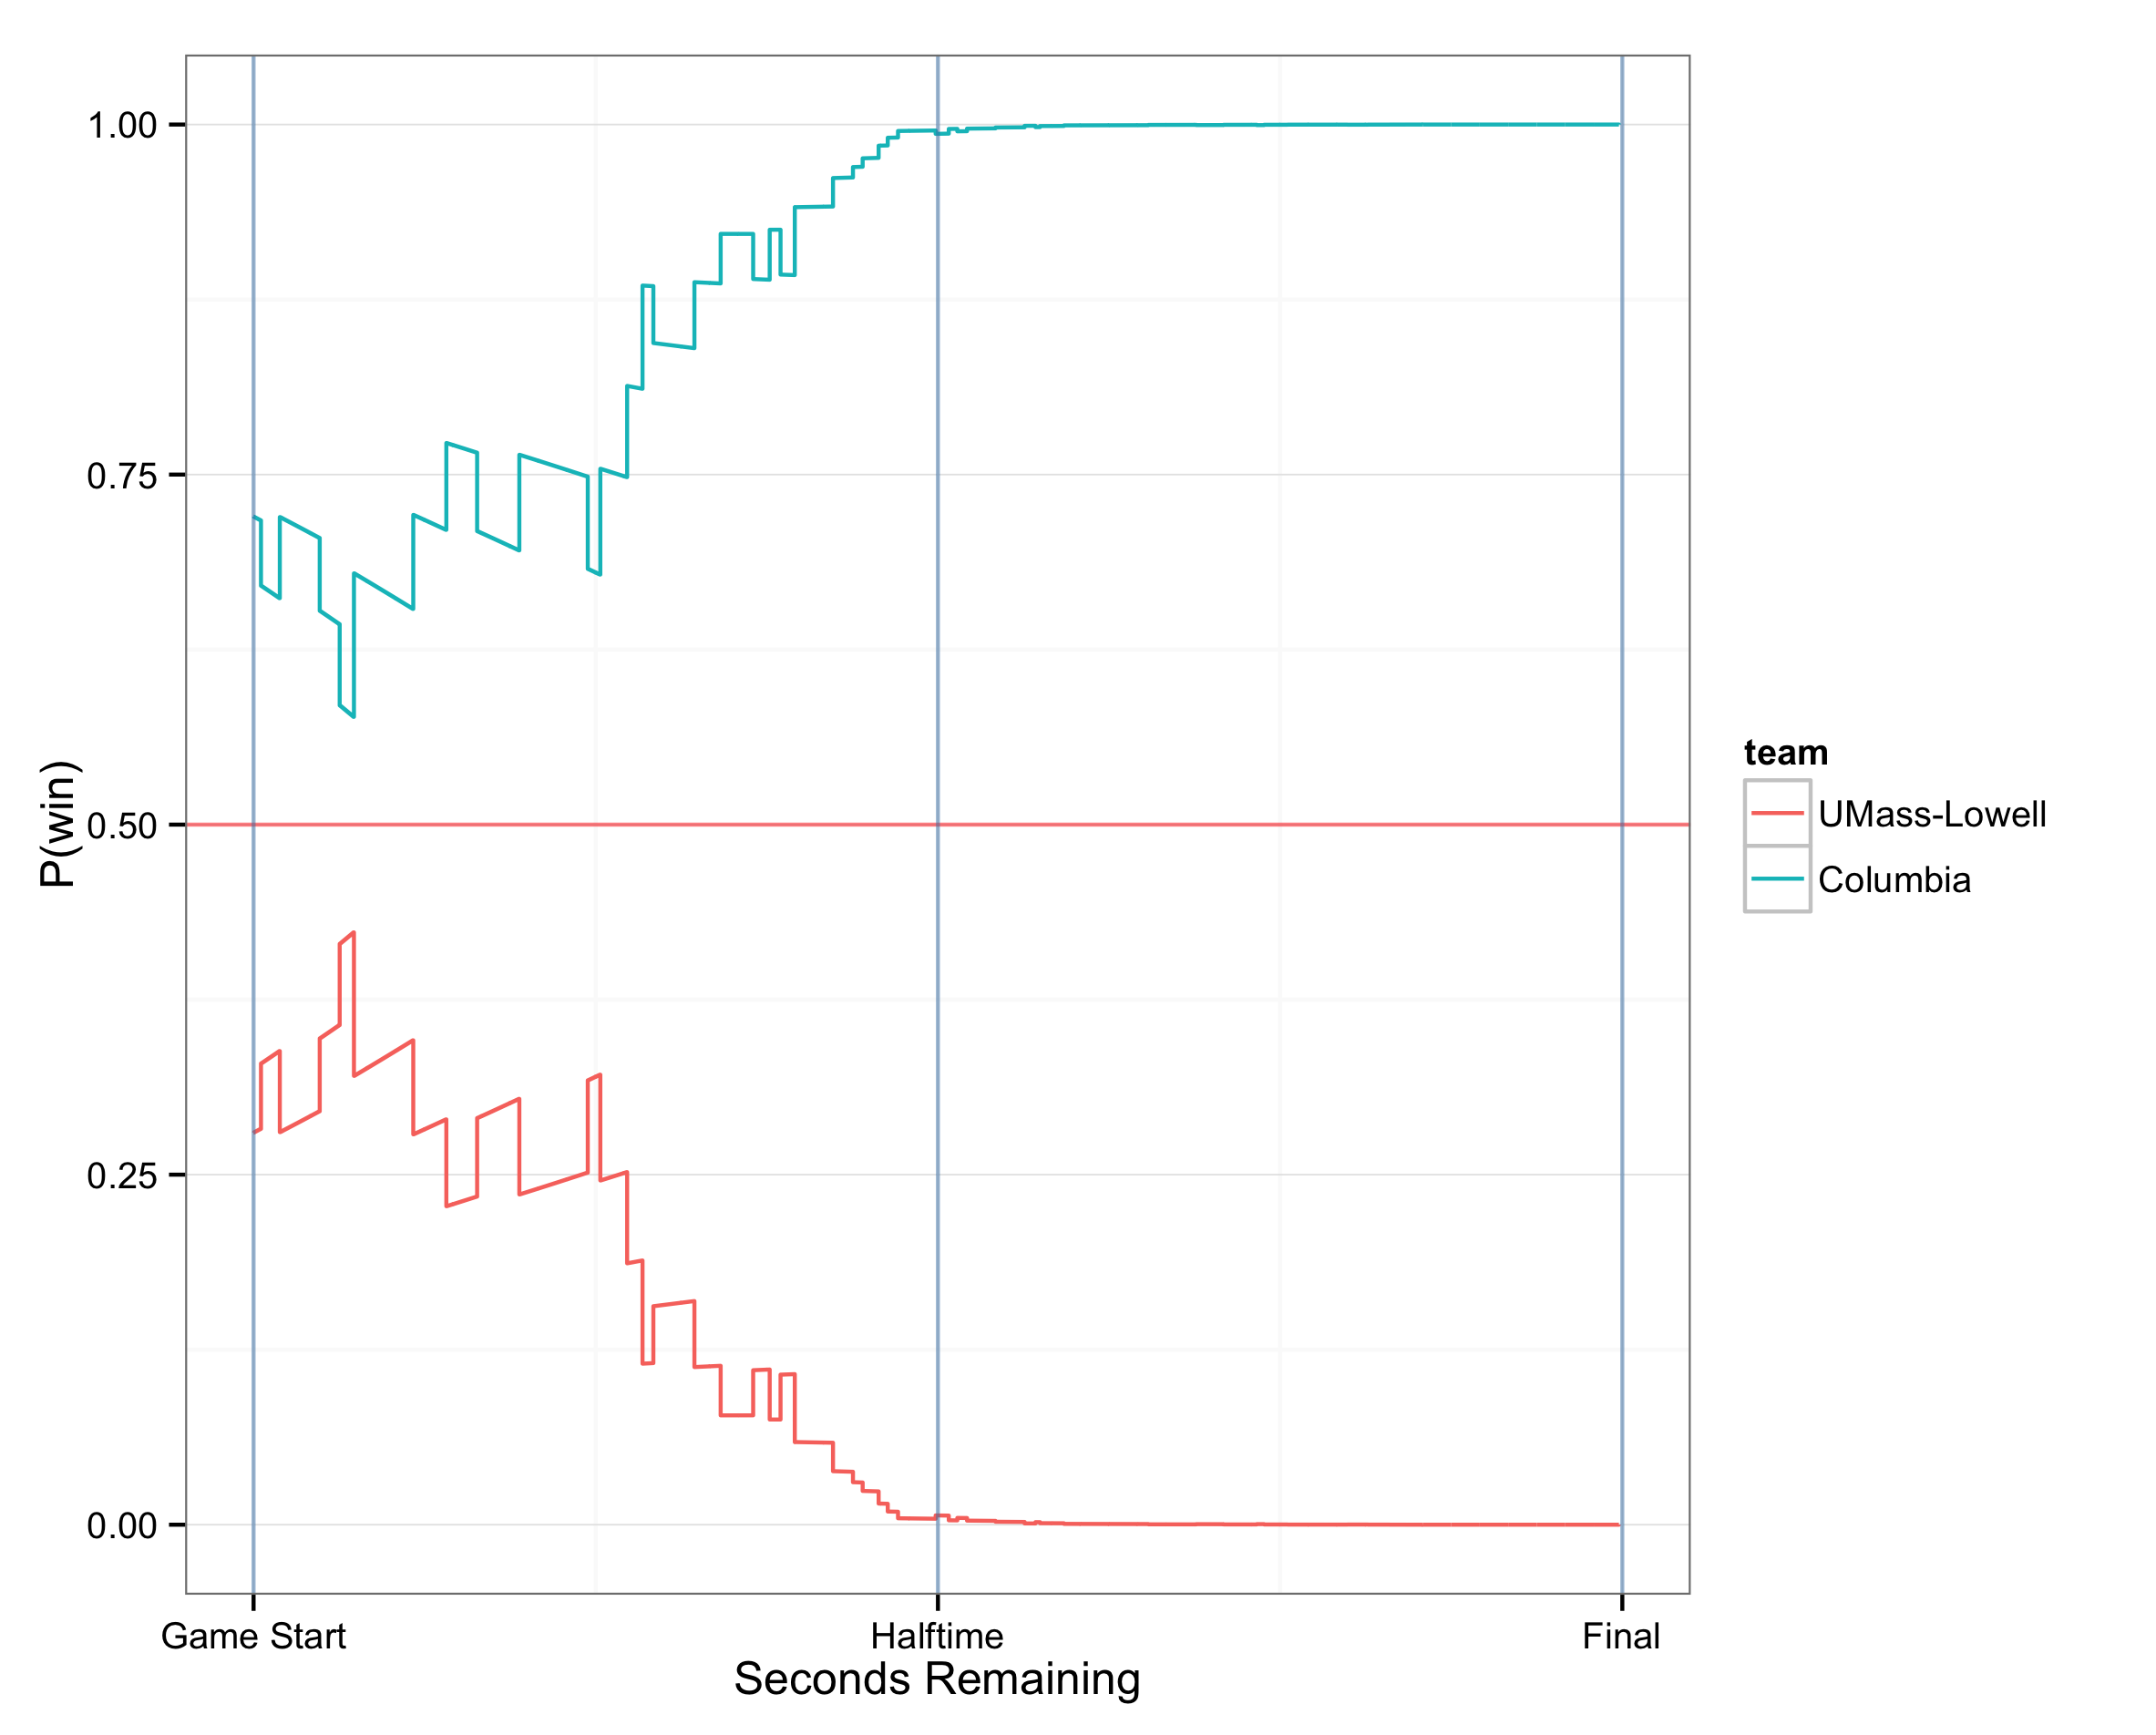 1.00
0.75
0.50
0.25
0.00
P(win)
Game Start
Halftime
Final
Seconds Remaining
team
UMass-Lowell
Columbia